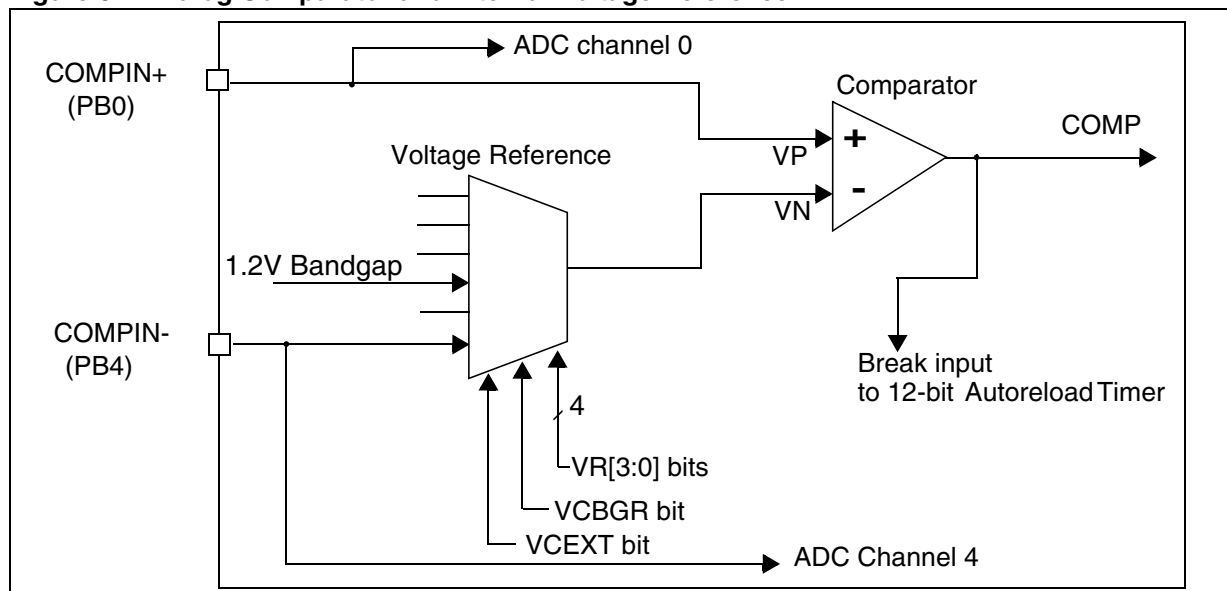 ADC channel 0
COMPIN+
(PB0)
Comparator
COMP
+
VP
Voltage Reference
-
VN
1.2V Bandgap
COMPIN-
(PB4)
Break input
to 12-bit Autoreload Timer
4
VR[3:0] bits
VCBGR bit
VCEXT bit
ADC Channel 4